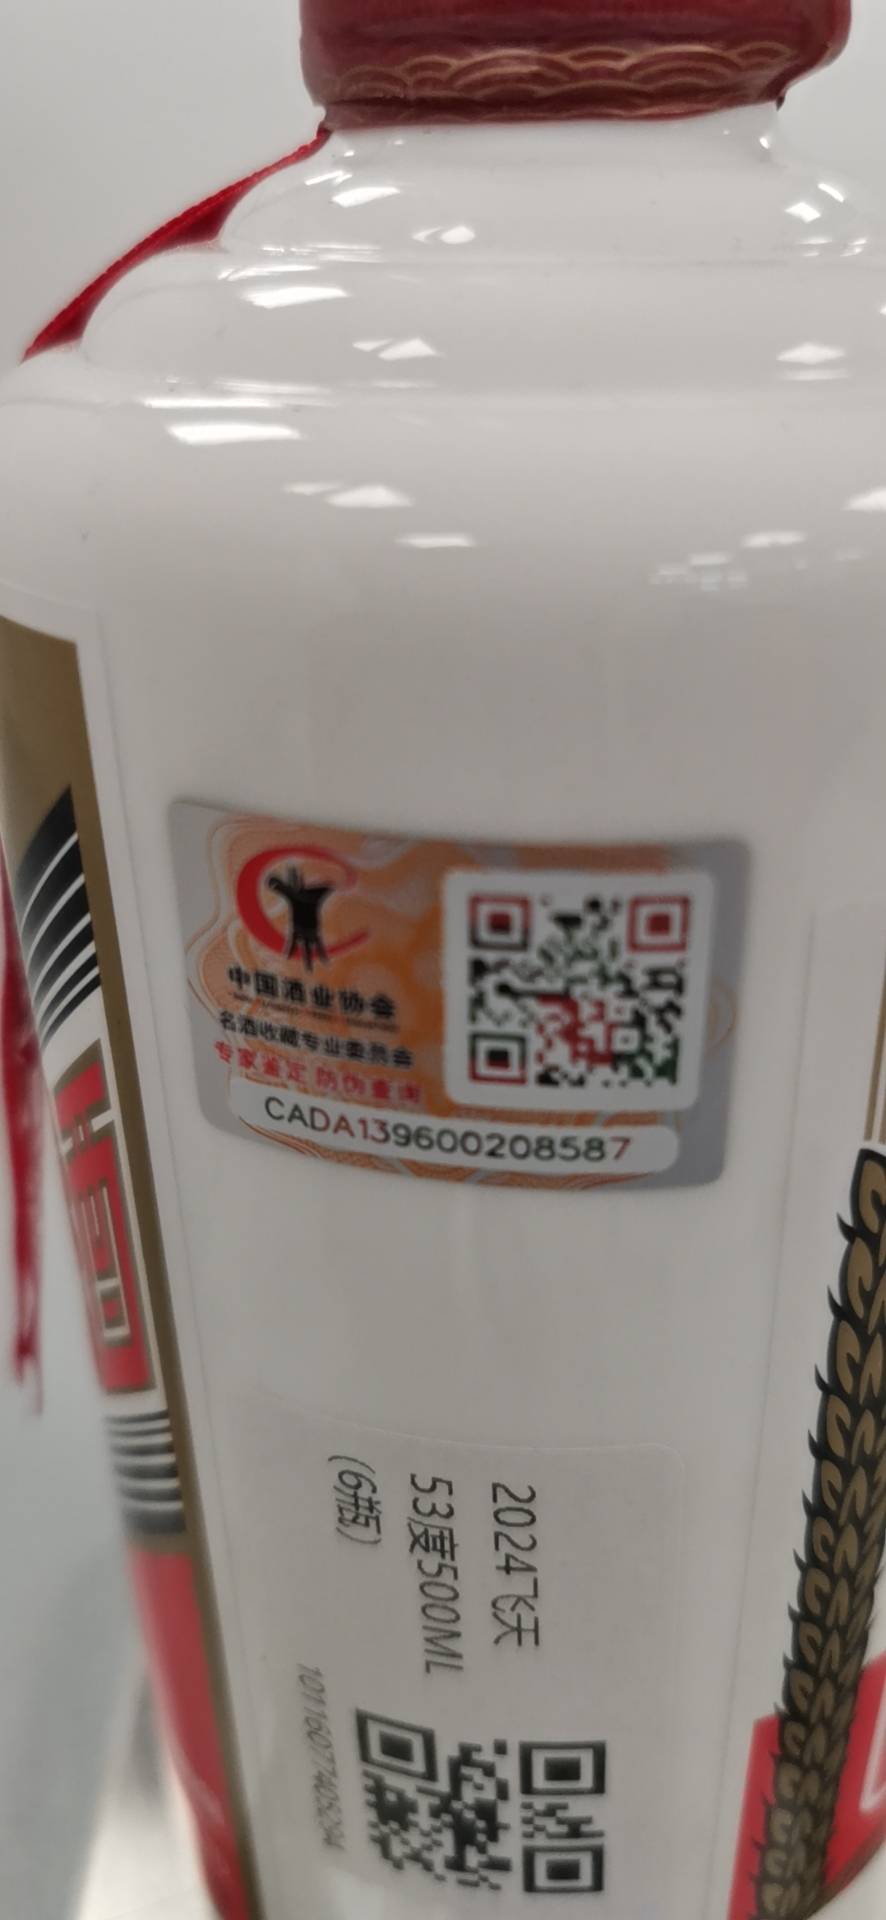 中国酒业协会
名酒收藏专业委员会
专家鉴定 防伪查询
CADA139600208587
2024飞天
53度500ML
(6瓶)